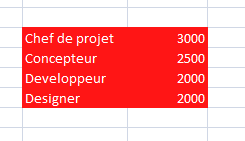 Chef de projet 3000
Concepteur 2500
Developpeur 2000
Designer 2000